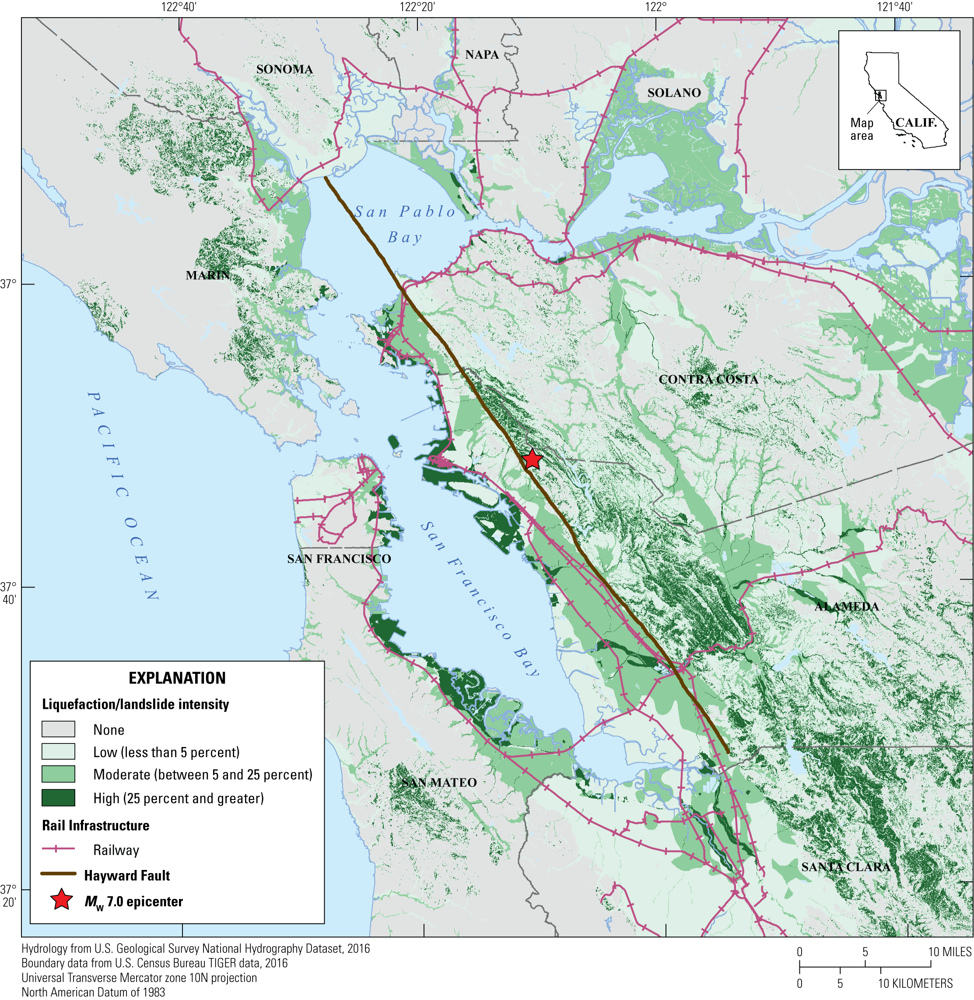 122°40'
122°20'
122°
121°40'
NAPA
SONOMA
SOLANO
Map
area
CALIF.
San Pablo
Bay
MARIN
37°
CONTRA COSTA
PACIFIC OCEAN
San Francisco Bay
SAN FRANCISCO
37°
40'
ALAMEDA
EXPLANATION
Liquefaction/landslide intensity
None
Low (less than 5 percent)
Moderate (between 5 and 25 percent)
High (25 percent and greater)
Rail Infrastructure
Railway
Hayward Fault
Mw 7.0 epicenter
SAN MATEO
SANTA CLARA
37°
20'
Hydrology from U.S. Geological Survey National Hydrography Dataset, 2016
Boundary data from U.S. Census Bureau TIGER data, 2016
Universal Transverse Mercator zone 10N projection
North American Datum of 1983
0 5 10 MILES
0 5 10 KILOMETERS